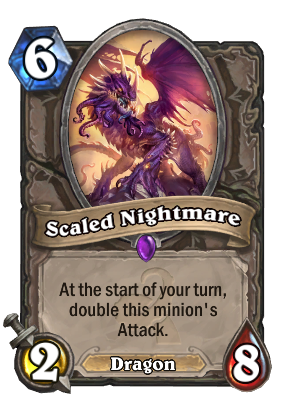 6
Scaled Nightmare
At the start of your turn,
double this minion's
Attack.
2
Dragon
8